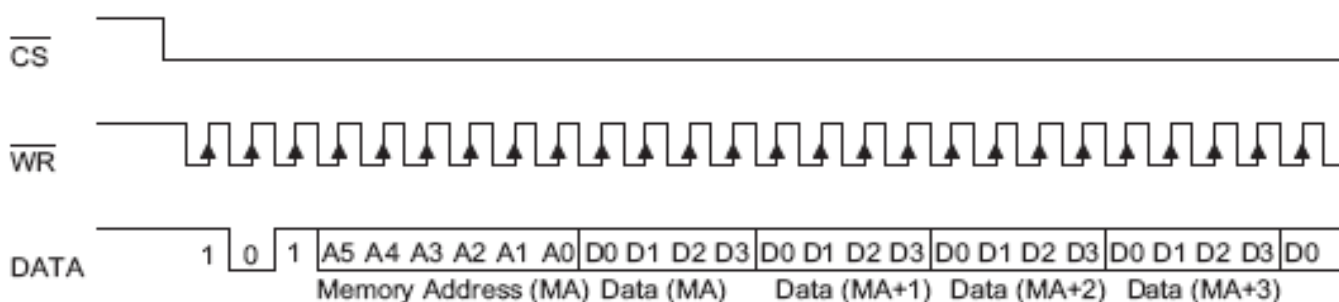 CS
WR
DATA 1 0 1 A5 A4 A3 A2 A1 A0 D0 D1 D2 D3 D0 D1 D2 D3 D0 D1 D2 D3 D0 D1 D2 D3 D0
Memory Address (MA) Data (MA) Data (MA+1) Data (MA+2) Data (MA+3)